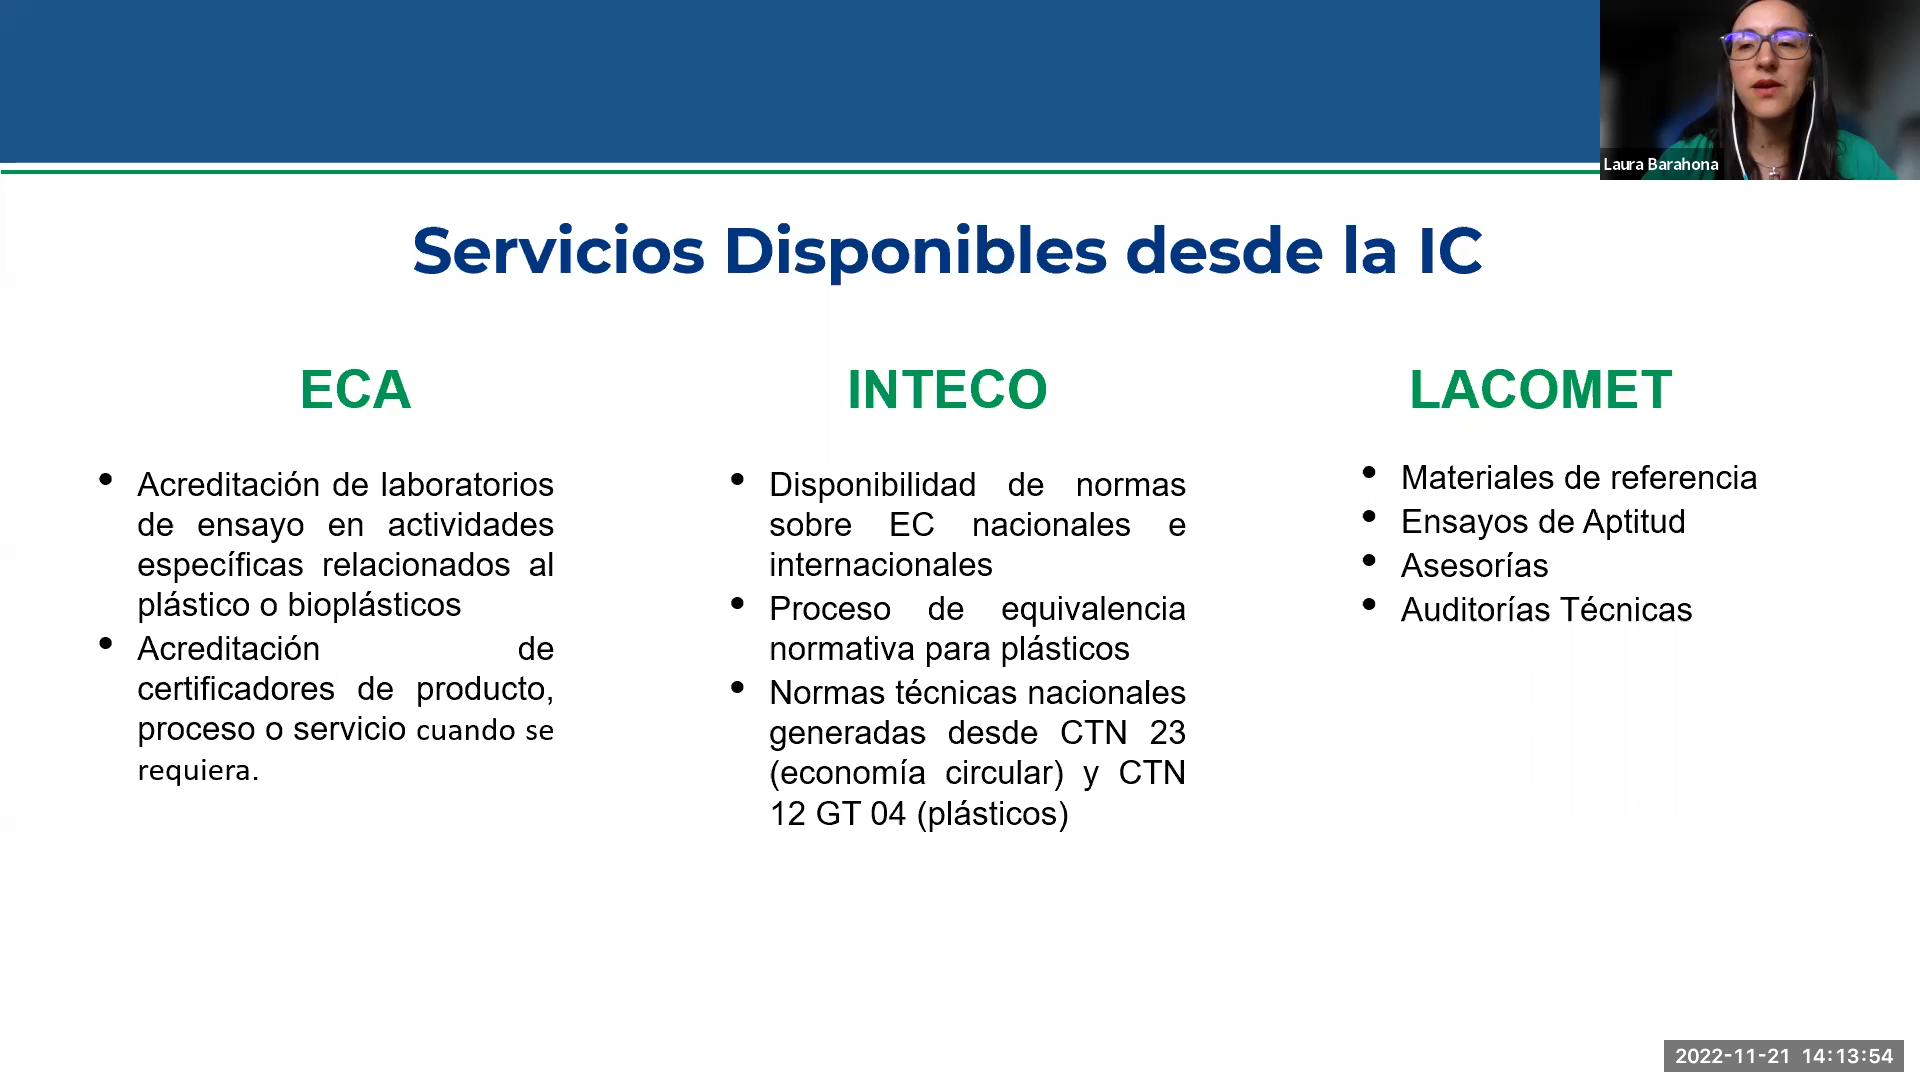 Laura Barahona
Servicios Disponibles desde la IC
ECA
Acreditación de laboratorios
de ensayo en actividades
específicas relacionados al
plástico o bioplásticos
Acreditación de
certificadores de producto,
proceso o servicio cuando se
requiera.
INTECO
Disponibilidad de normas
sobre EC nacionales e
internacionales
Proceso de equivalencia
normativa para plásticos
Normas técnicas nacionales
generadas desde CTN 23
(economía circular) y CTN
12 GT 04 (plásticos)
LACOMET
Materiales de referencia
Ensayos de Aptitud
Asesorías
Auditorías Técnicas
2022-11-21 14:13:54